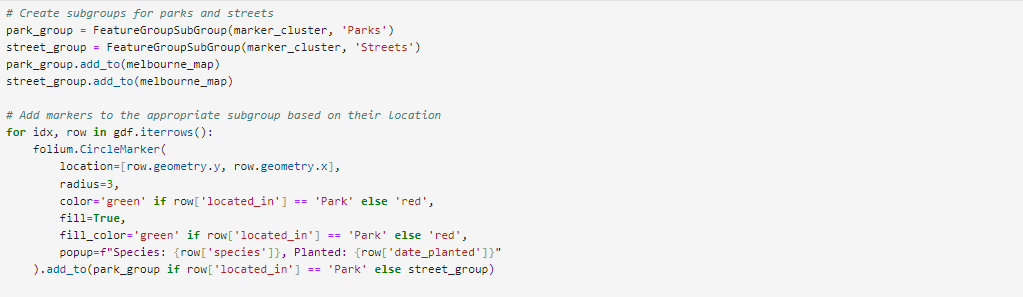 # Create subgroups for parks and streets
park_group = FeatureGroupSubGroup(marker_cluster, 'Parks')
street_group = FeatureGroupSubGroup(marker_cluster, 'Streets')
park_group.add_to(melbourne_map)
street_group.add_to(melbourne_map)

# Add markers to the appropriate subgroup based on their location
for idx, row in gdf.iterrows():
    folium.CircleMarker(
        location=[row.geometry.y, row.geometry.x],
        radius=3,
        color='green' if row['located_in'] == 'Park' else 'red',
        fill=True,
        fill_color='green' if row['located_in'] == 'Park' else 'red',
        popup=f"Species: {row['species']}, Planted: {row['date_planted']}"
    ).add_to(park_group if row['located_in'] == 'Park' else street_group)